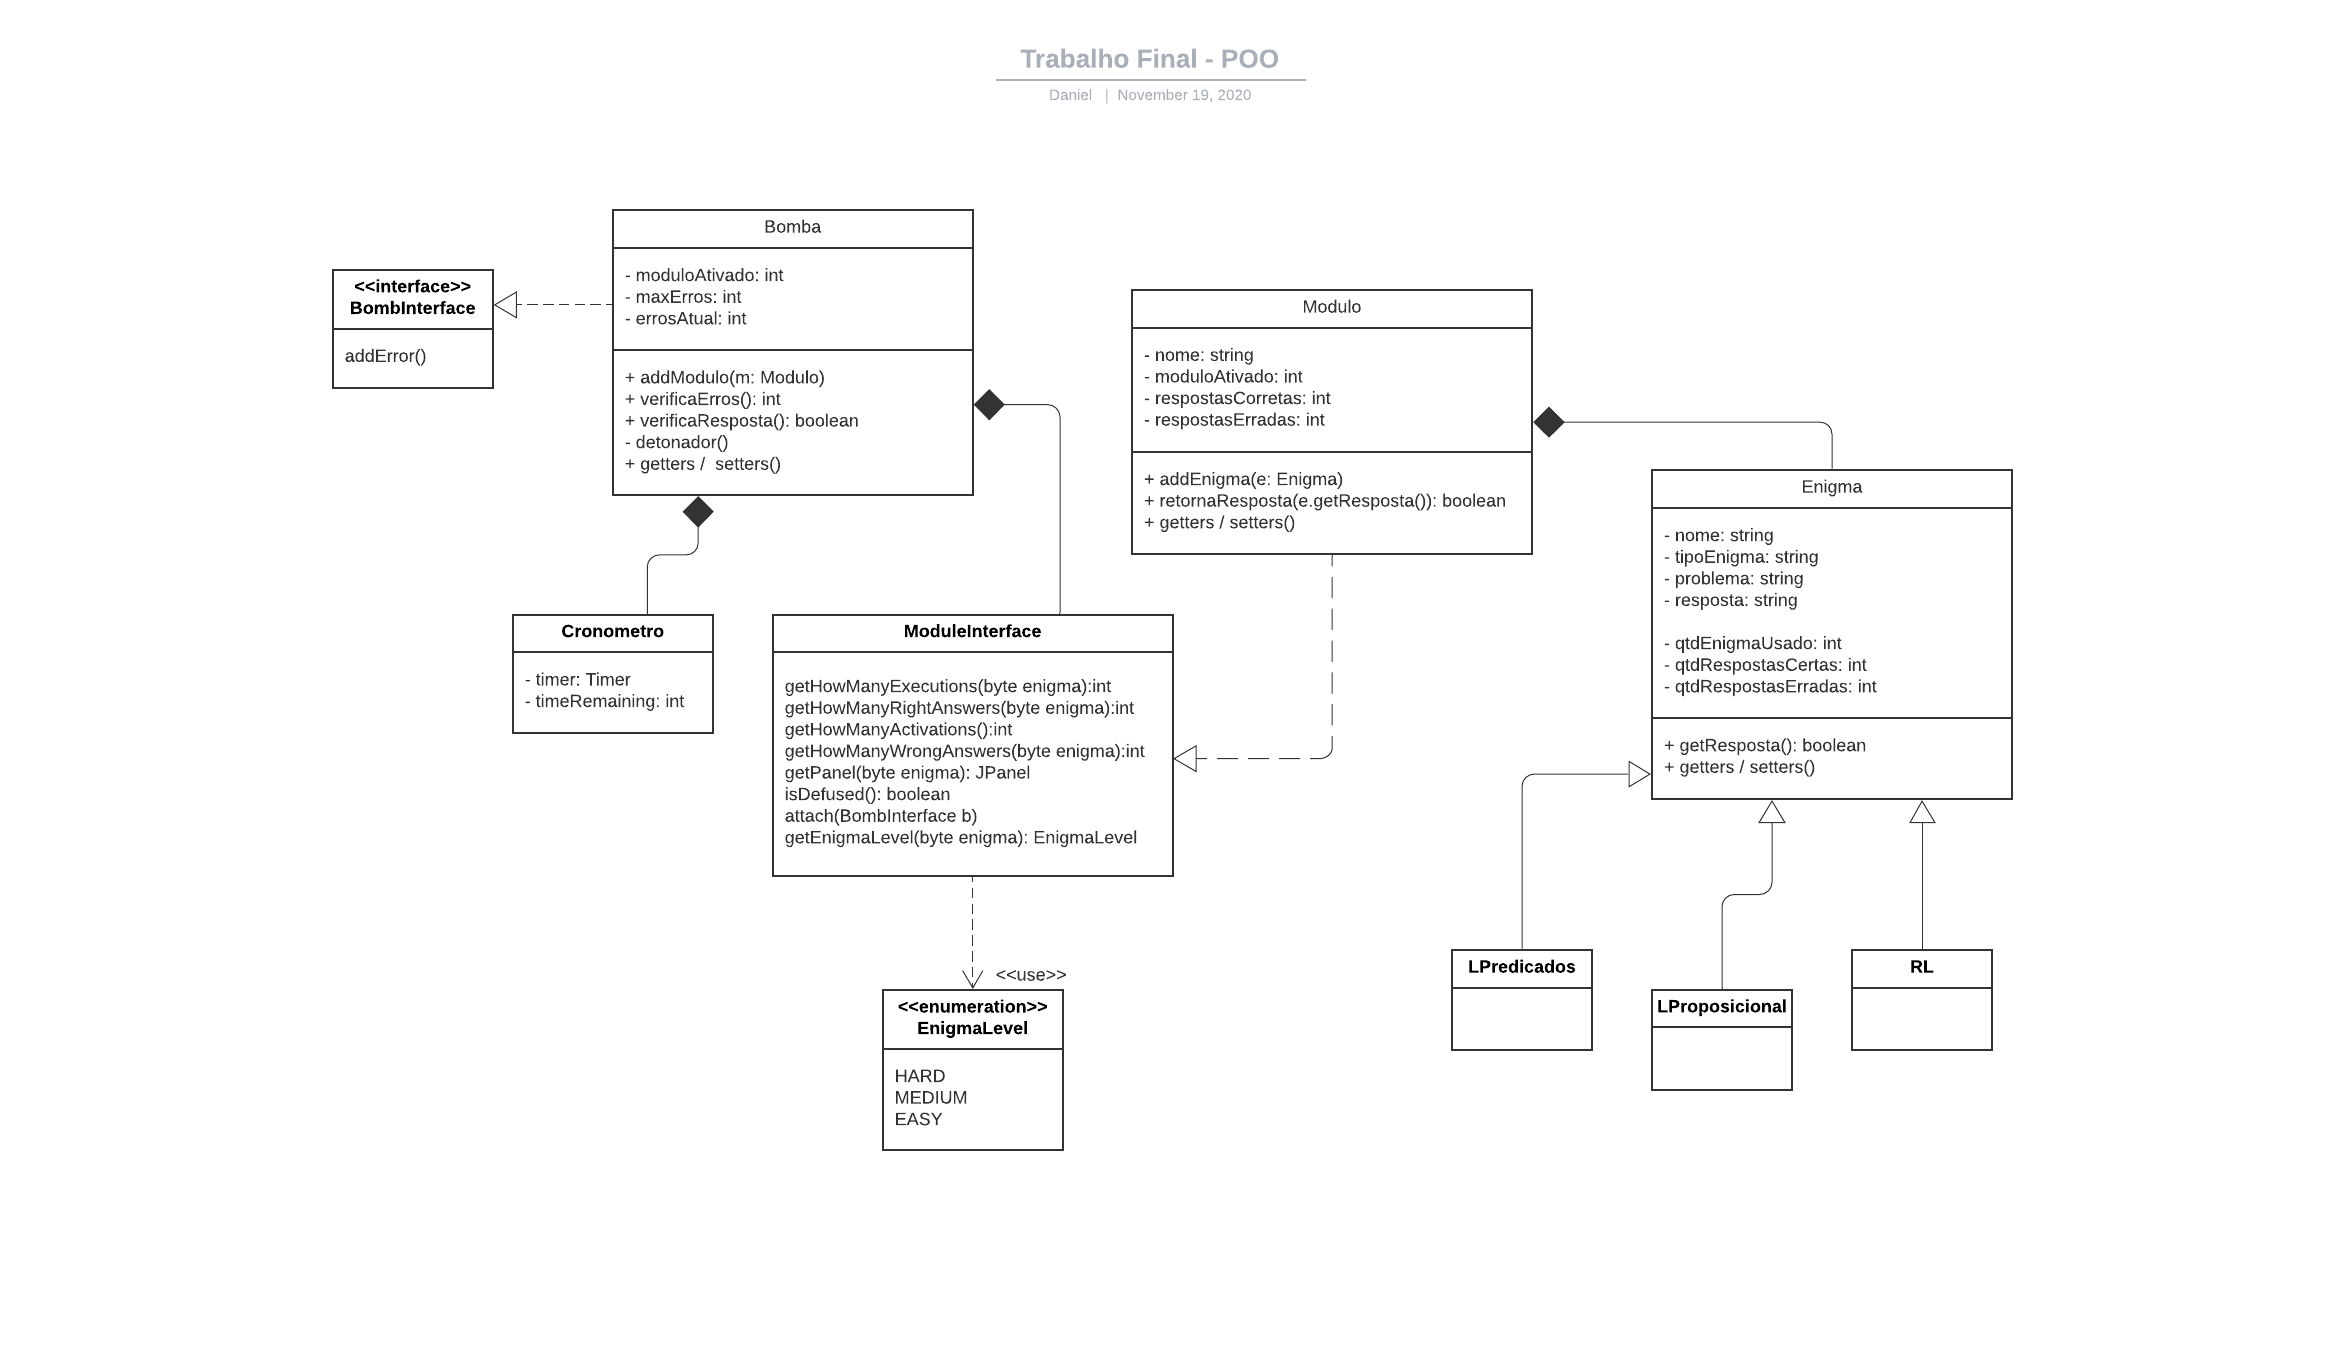 Trabalho Final - POO
Daniel | November 19, 2020
Bomba
- moduloAtivado: int
- maxErros: int
- errosAtual: int
+ addModulo(m: Modulo)
+ verificaErros(): int
+ verificaResposta(): boolean
- detonador()
+ getters /  setters()
<<interface>>
BombInterface
addError()
Modulo
- nome: string
- moduloAtivado: int
- respostasCorretas: int
- respostasErradas: int
+ addEnigma(e: Enigma)
+ retornaResposta(e.getResposta()): boolean
+ getters / setters()
Enigma
- nome: string
- tipoEnigma: string
- problema: string
- resposta: string
- qtdEnigmaUsado: int
- qtdRespostasCertas: int
- qtdRespostasErradas: int
+ getResposta(): boolean
+ getters / setters()
Cronometro
- timer: Timer
- timeRemaining: int
ModuleInterface
getHowManyExecutions(byte enigma):int
getHowManyRightAnswers(byte enigma):int
getHowManyActivations():int
getHowManyWrongAnswers(byte enigma):int
getPanel(byte enigma): JPanel
isDefused(): boolean
attach(BombInterface b)
getEnigmaLevel(byte enigma): EnigmaLevel
<<use>>
<<enumeration>>
EnigmaLevel
HARD
MEDIUM
EASY
LPredicados
LProposicional
RL